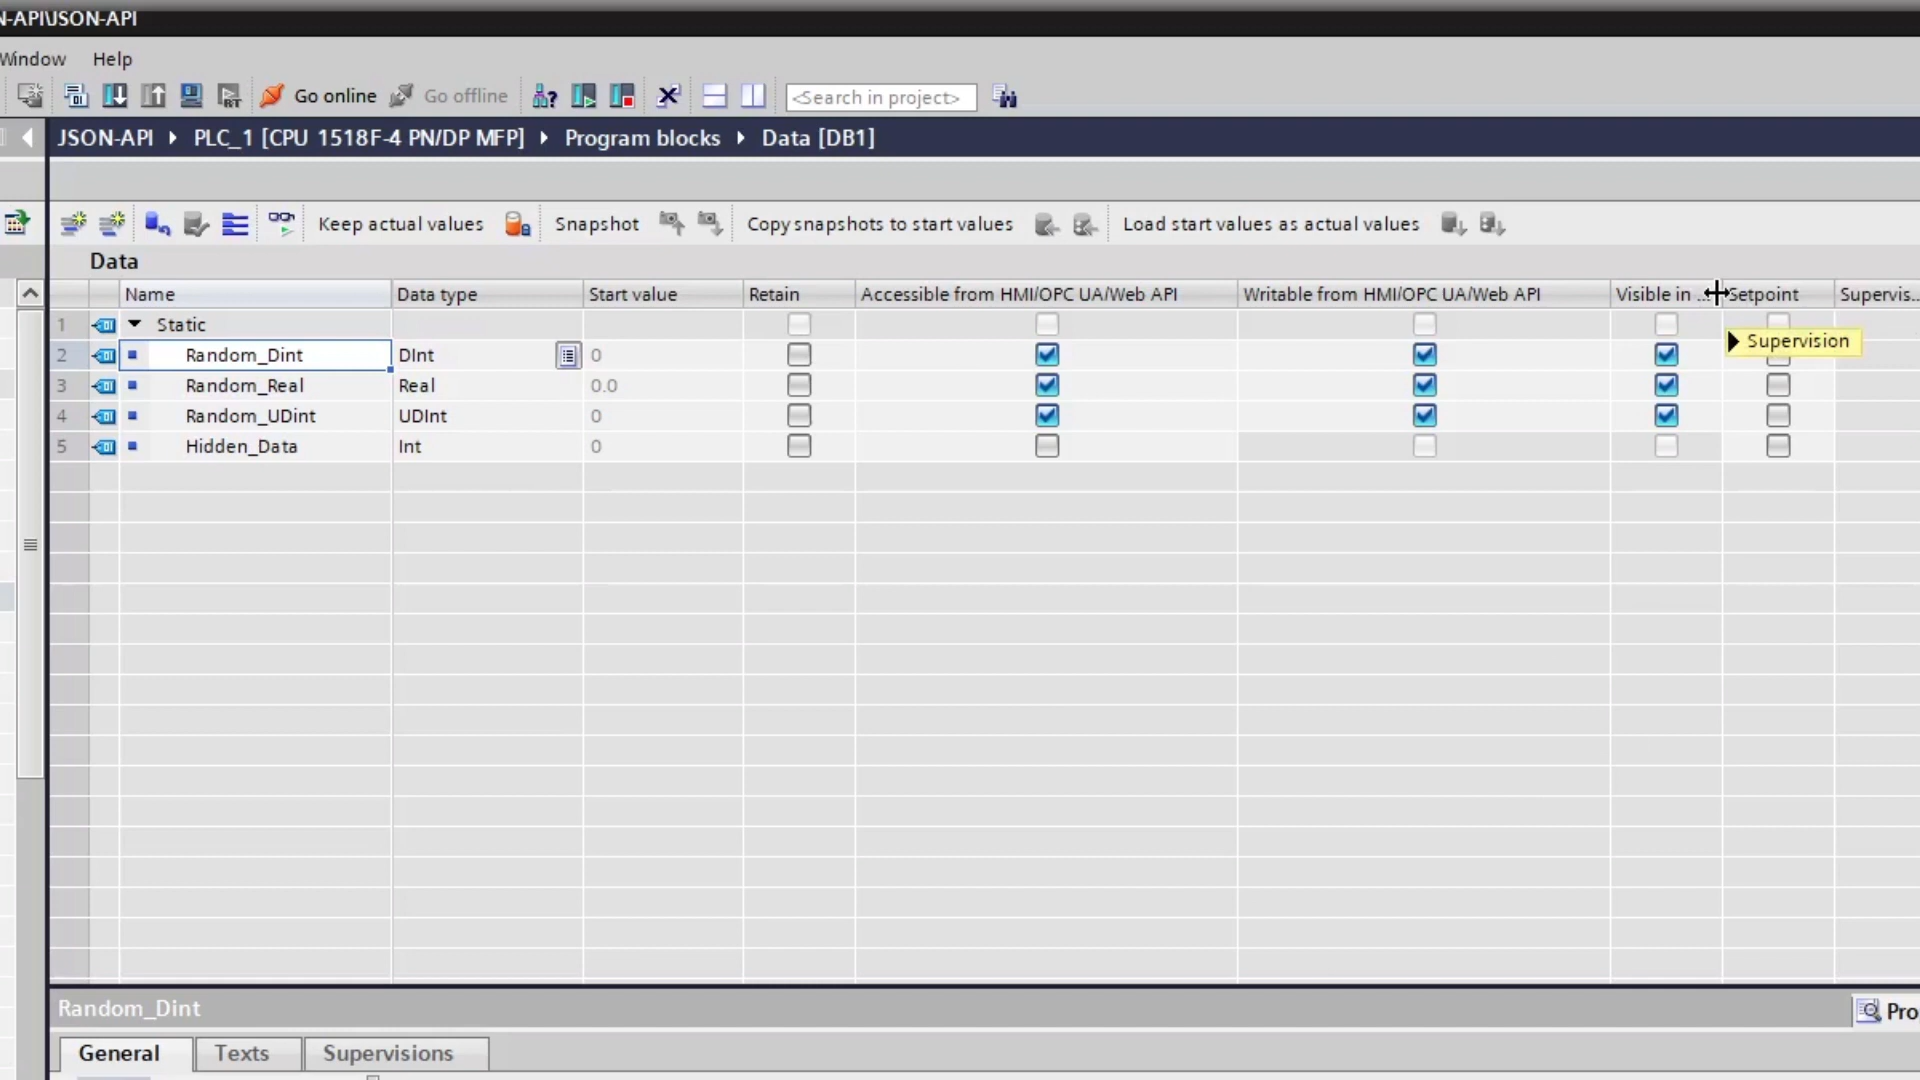 N-API\JSON-API
Window Help
Go online Go offline <Search in project>
JSON-API PLC_1 [CPU 1518F-4 PN/DP MFP] Program blocks Data [DB1]
Keep actual values Snapshot Copy snapshots to start values Load start values as actual values
Data
Name Data type Start value Retain Accessible from HMI/OPC UA/Web API Writable from HMI/OPC UA/Web API Visible in ... Setpoint Supervis...
1 Static
Supervision
2 Random_Dint DInt 0
3 Random_Real Real 0.0
4 Random_UDint UDInt 0
5 Hidden_Data Int 0
Random_Dint Pro
General Texts Supervisions